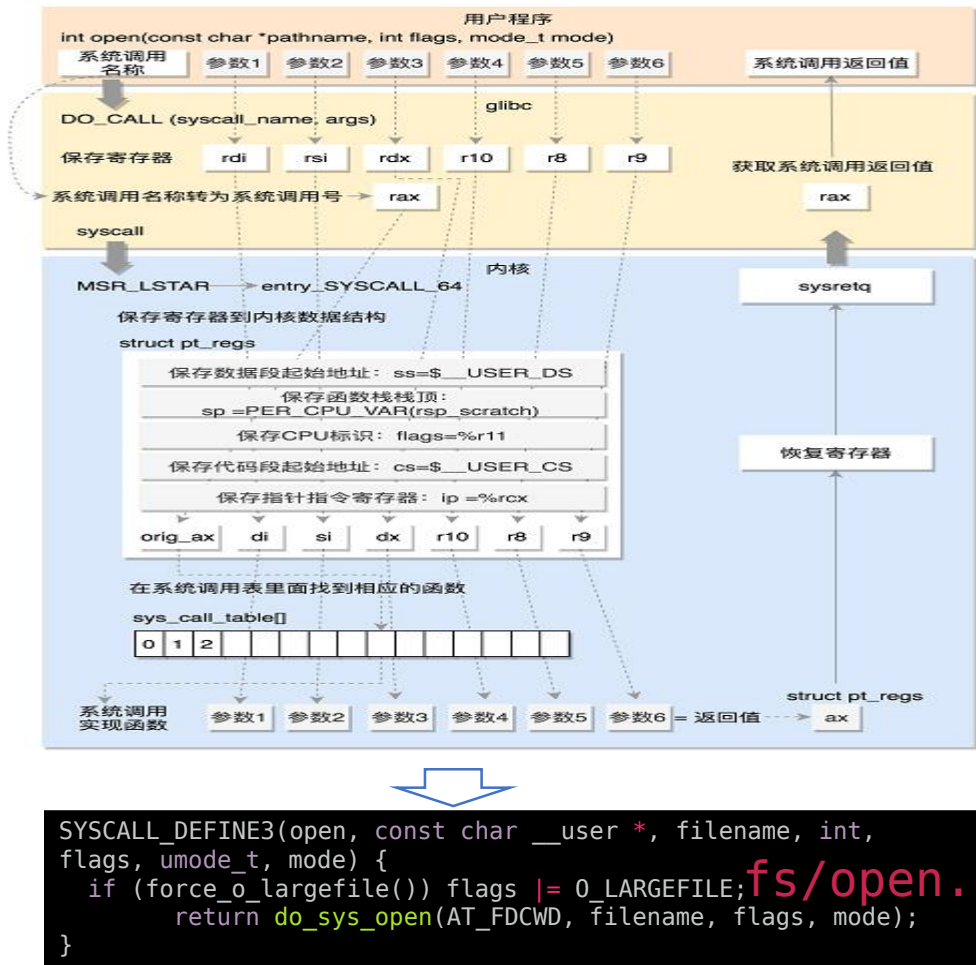 用户程序
int open(const char *pathname, int flags, mode_t mode)
系统调用
名称
参数1
参数2
参数3
参数4
参数5
参数6
系统调用返回值
glibc
DO_CALL (syscall_name, args)
保存寄存器
rdi
rsi
rdx
r10
r8
r9
获取系统调用返回值
系统调用名称转为系统调用号
rax
rax
syscall
内核
MSR_LSTAR
entry_SYSCALL_64
sysretq
保存寄存器到内核数据结构
struct pt_regs
保存数据段起始地址：ss=$__USER_DS
保存函数栈栈顶：
sp =PER_CPU_VAR(rsp_scratch)
保存CPU标识：flags=%r11
保存代码段起始地址：cs=$__USER_CS
恢复寄存器
保存指针指令寄存器：ip =%rcx
orig_ax
di
si
dx
r10
r8
r9
在系统调用表里面找到相应的函数
sys_call_table[]
0 1 2
struct pt_regs
系统调用
实现函数
参数1
参数2
参数3
参数4
参数5
参数6
= 返回值
ax
SYSCALL_DEFINE3(open, const char __user *, filename, int,
flags, umode_t, mode) {
if (force_o_largefile()) flags |= O_LARGEFILE;
fs/open.
return do_sys_open(AT_FDCWD, filename, flags, mode);
}